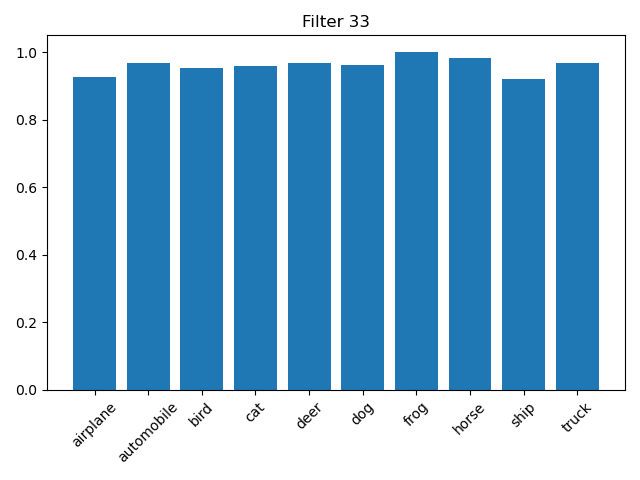 Filter 33
1.0
0.8
0.6
0.4
0.2
0.0
airplane
automobile
bird
cat
deer
dog
frog
horse
ship
truck